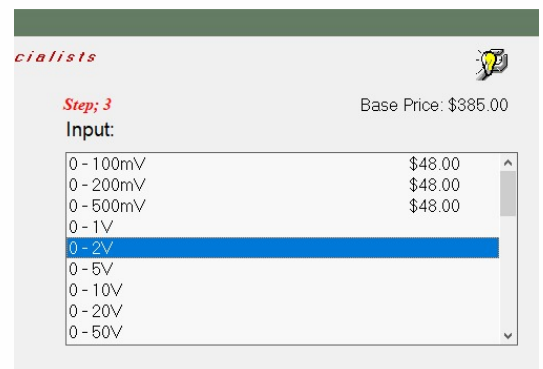 cialists
Step; 3
Base Price: $385.00
Input:
0 - 100mV $48.00
0 - 200mV $48.00
0 - 500mV $48.00
0 - 1V
0 - 2V
0 - 5V
0 - 10V
0 - 20V
0 - 50V